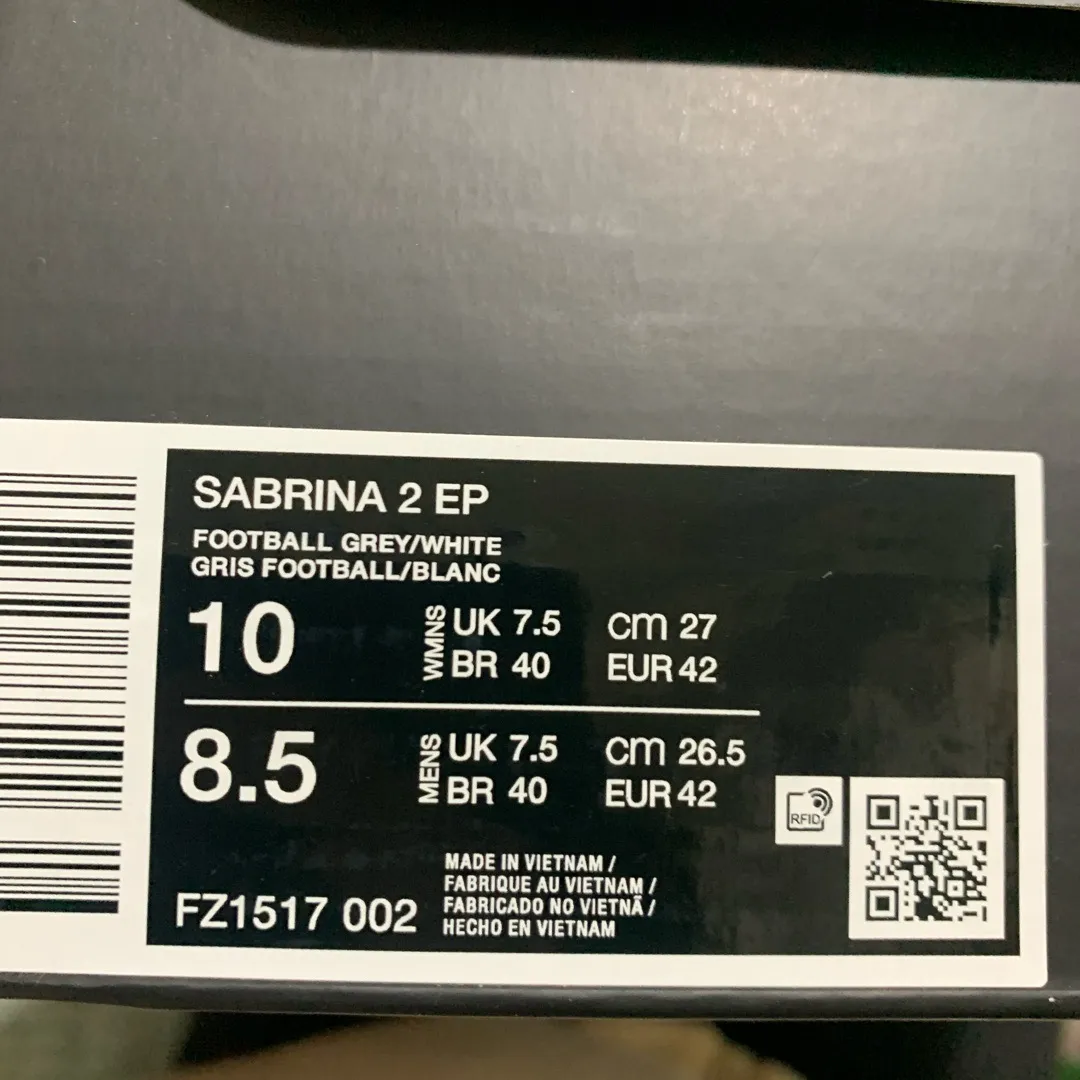 SABRINA 2 EP
FOOTBALL GREY/WHITE
GRIS FOOTBALL/BLANC
10 WMNS UK 7.5 cm 27
BR 40 EUR 42
8.5 MENS UK 7.5 cm 26.5
BR 40 EUR 42
RFID
MADE IN VIETNAM /
FABRIQUE AU VIETNAM /
FABRICADO NO VIETNÃ /
HECHO EN VIETNAM
FZ1517 002